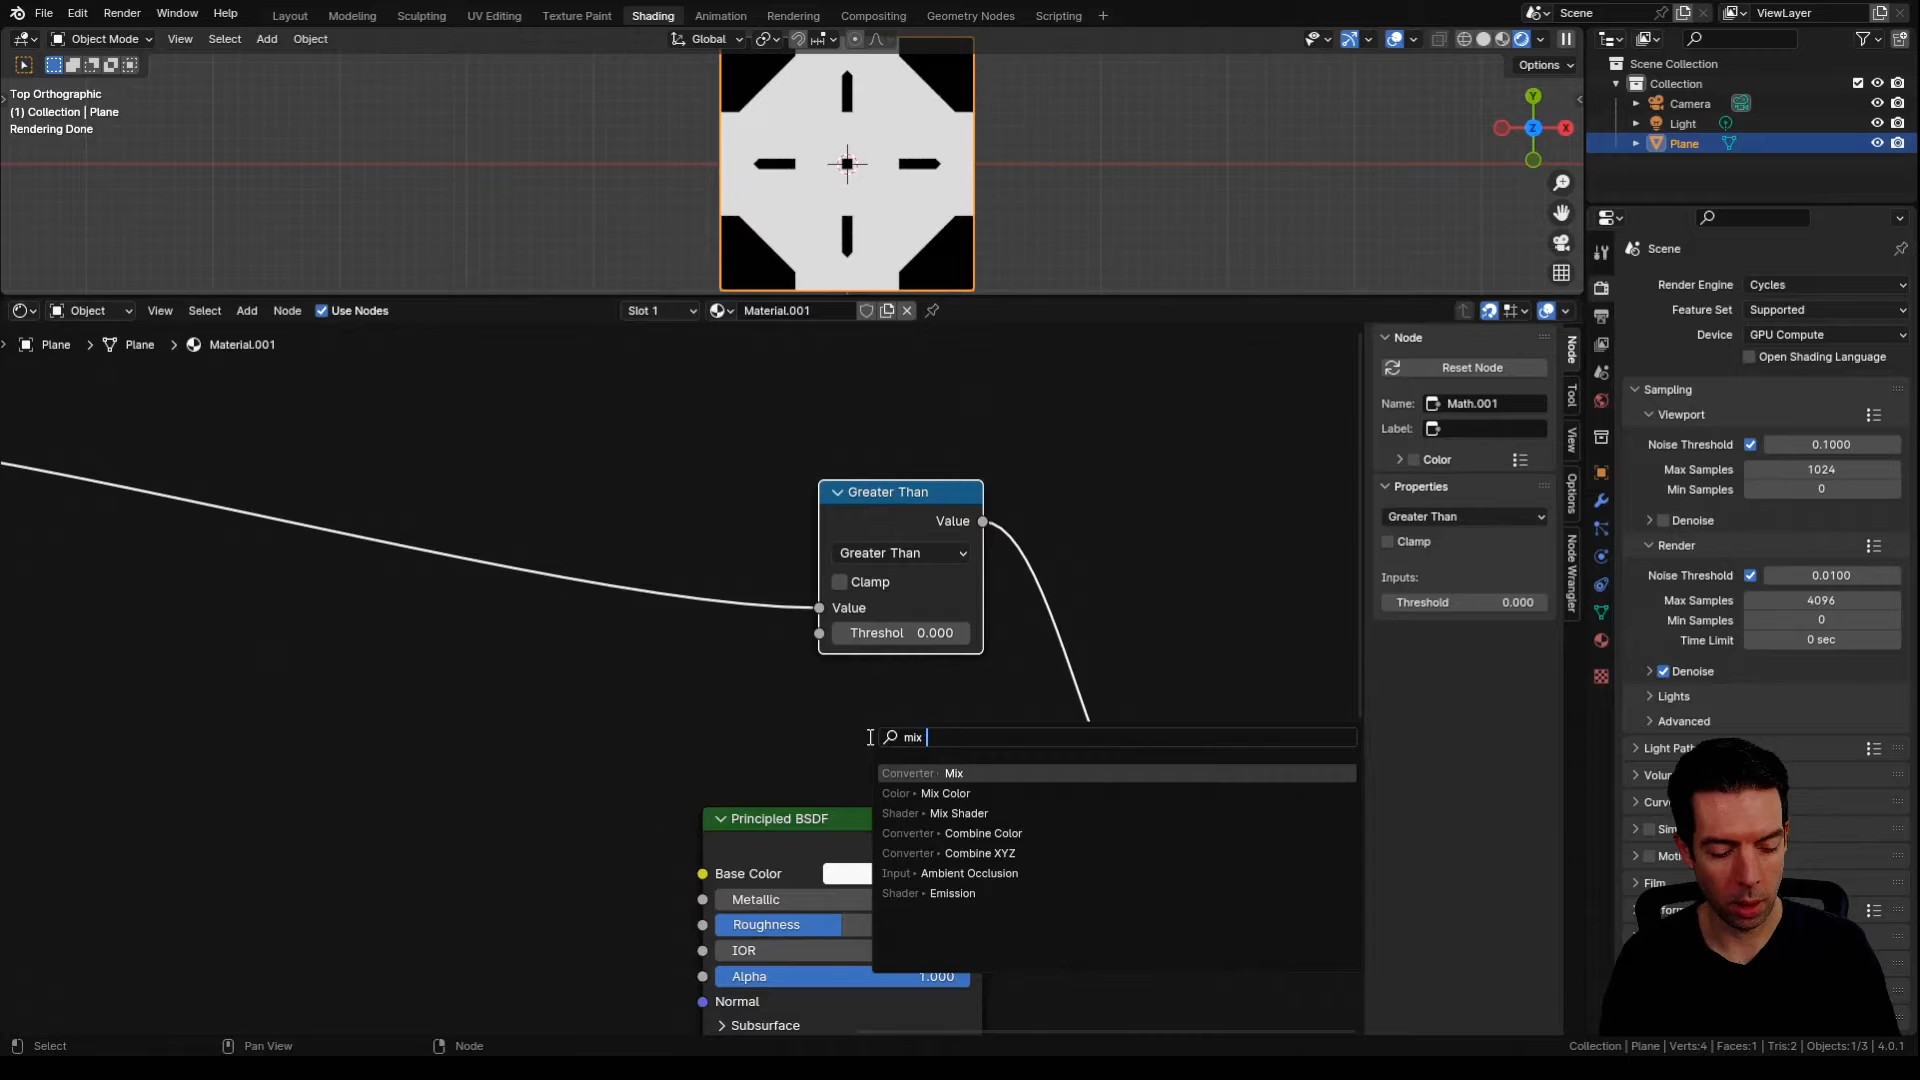 File Edit Render Window Help Layout Modeling Sculpting UV Editing Texture Paint Shading Animation Rendering Compositing Geometry Nodes Scripting + Scene ViewLayer
Object Mode View Select Add Object Global
Options
Top Orthographic
(1) Collection | Plane
Rendering Done
Y
Z
X
Scene Collection
Collection
Camera
Light
Plane
Object View Select Add Node Use Nodes Slot 1 Material.001
Plane > Plane > Material.001
Greater Than
Value
Greater Than
Clamp
Value
Threshol 0.000
mix
Converter Mix
Color Mix Color
Shader Mix Shader
Converter Combine Color
Converter Combine XYZ
Input Ambient Occlusion
Shader Emission
Principled BSDF
Base Color
Metallic
Roughness
IOR
Alpha 1.000
Normal
Subsurface
Node
Reset Node
Name: Math.001
Label:
Color
Properties
Greater Than
Clamp
Inputs:
Threshold 0.000
Node
Tool
View
Options
Node Wrangler
Scene
Render Engine Cycles
Feature Set Supported
Device GPU Compute
Open Shading Language
Sampling
Viewport
Noise Threshold 0.1000
Max Samples 1024
Min Samples 0
Denoise
Render
Noise Threshold 0.0100
Max Samples 4096
Min Samples 0
Time Limit 0 sec
Denoise
Lights
Advanced
Light Path
Film
Select Pan View Node
Collection | Plane | Verts:4 | Faces:1 | Tris:2 | Objects:1/3 | 4.0.1